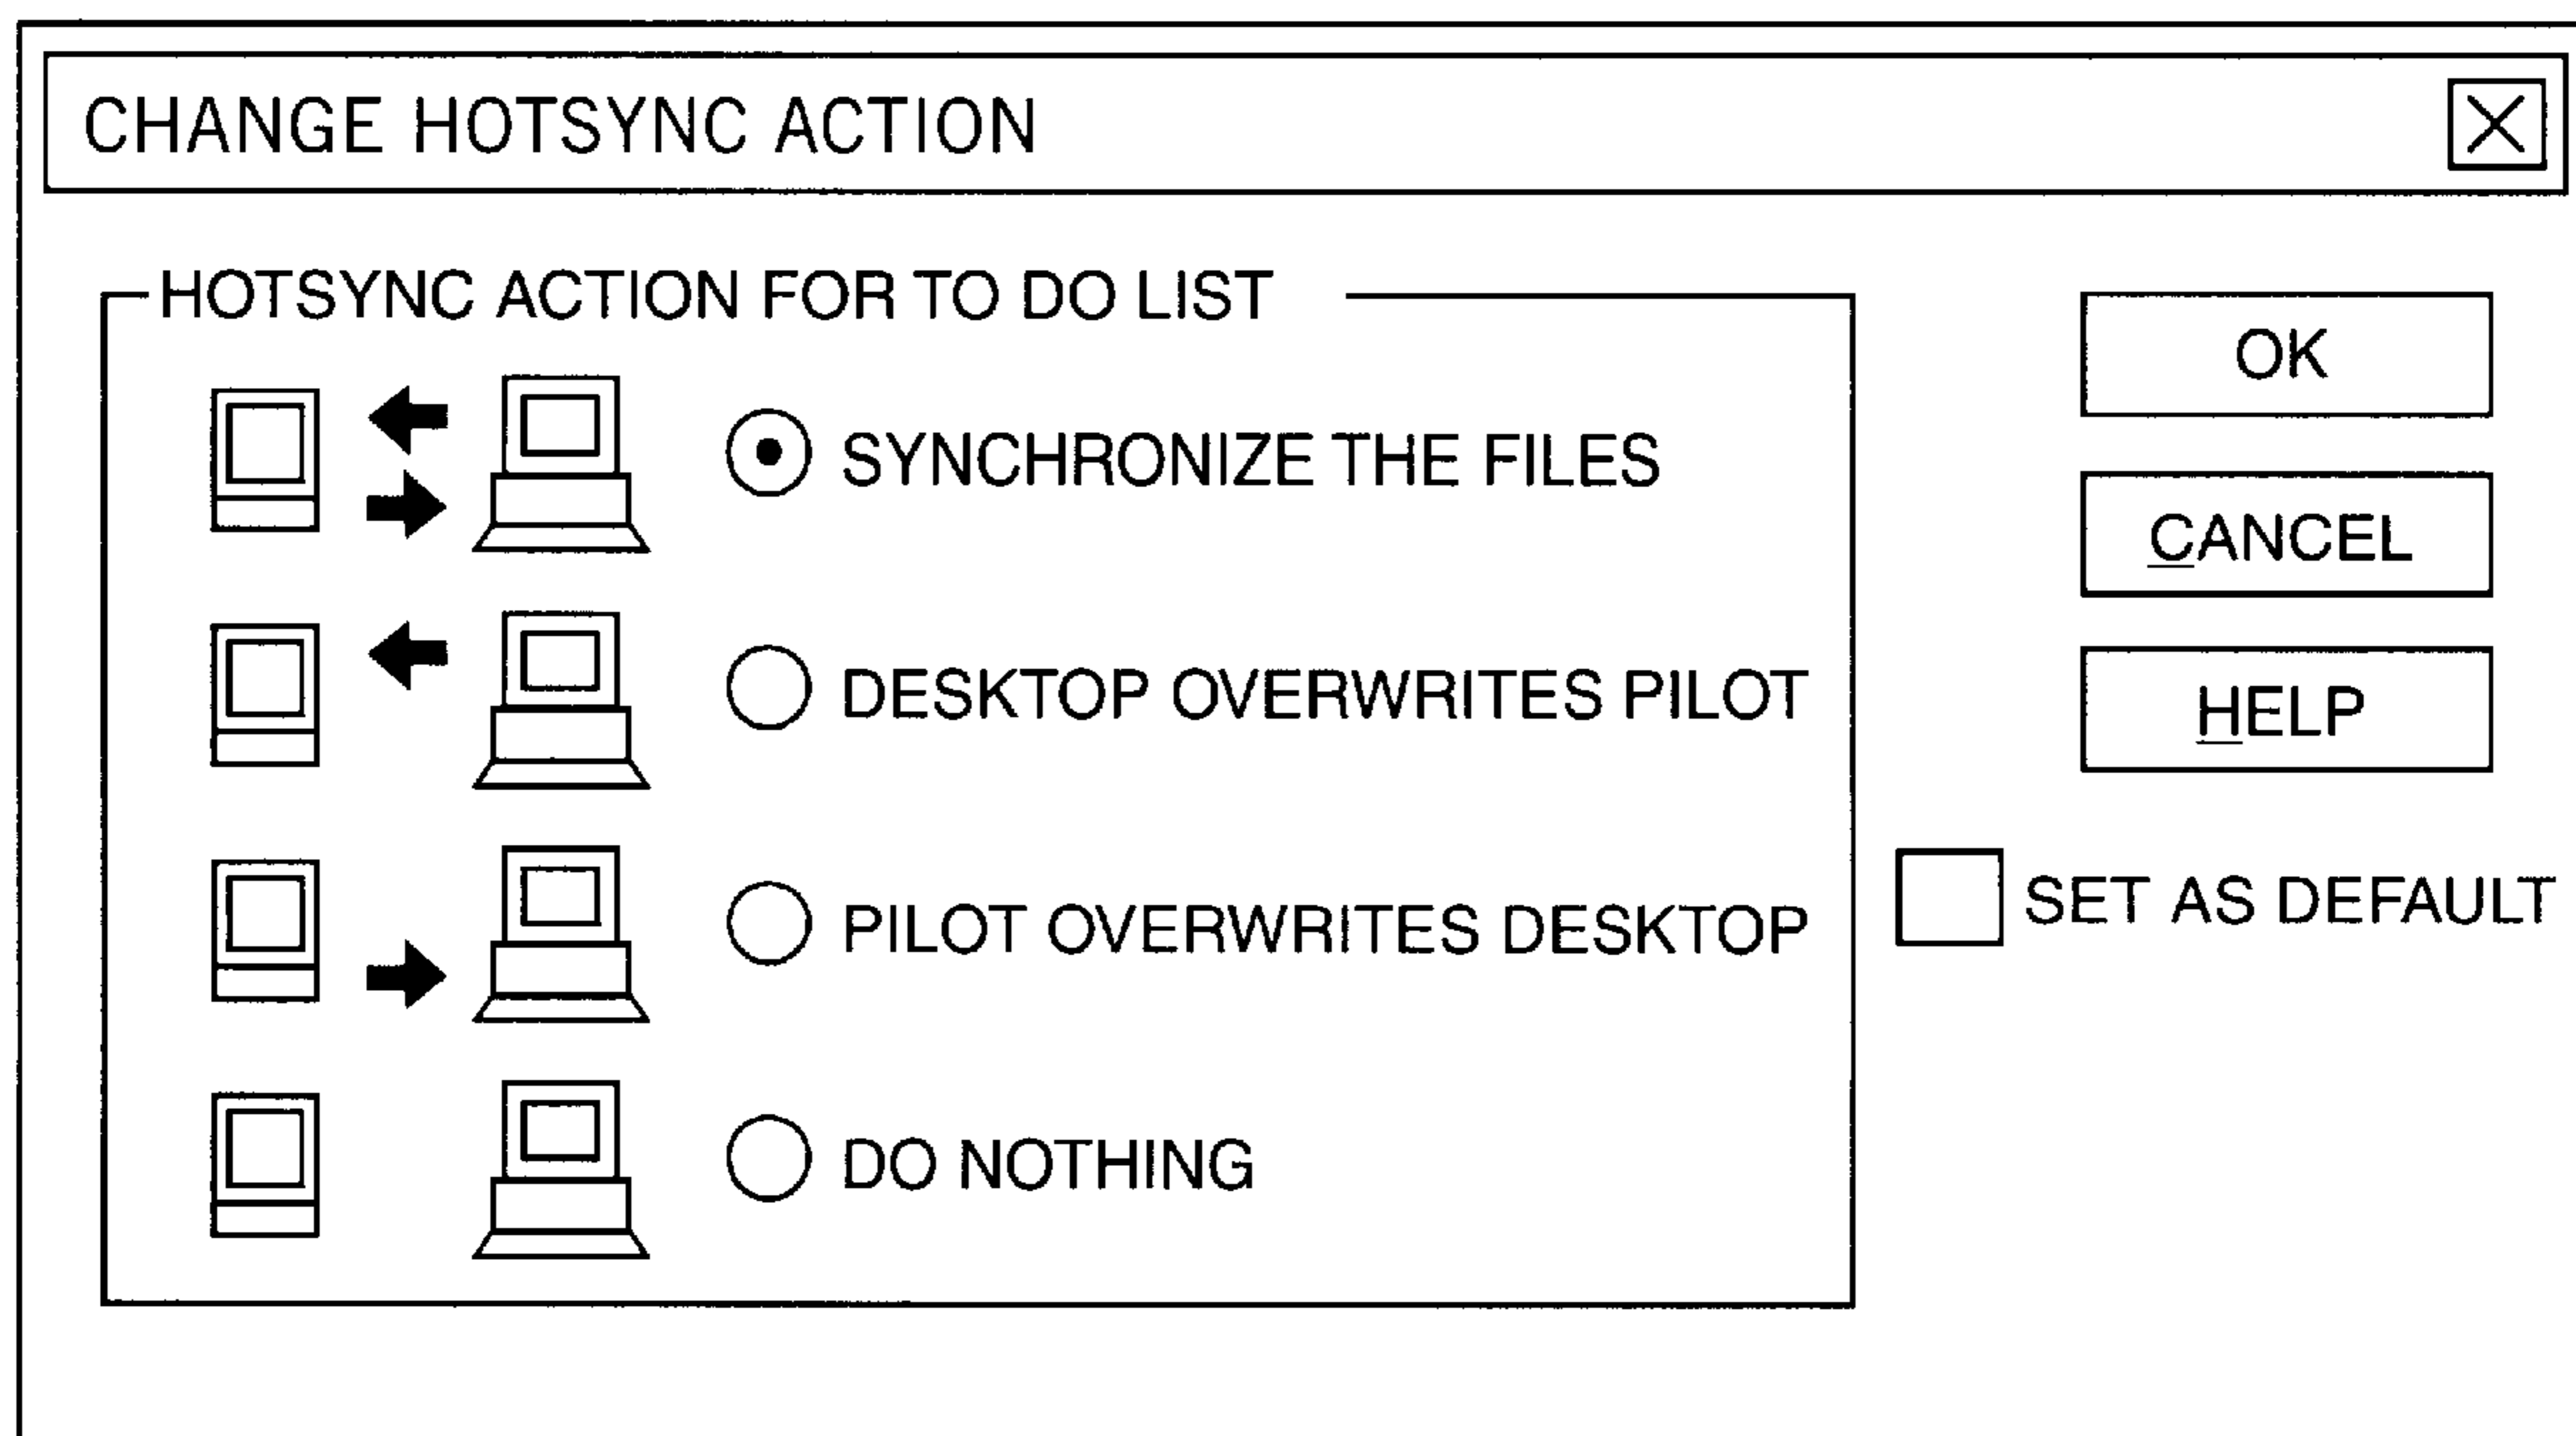 CHANGE HOTSYNC ACTION
HOTSYNC ACTION FOR TO DO LIST
SYNCHRONIZE THE FILES
DESKTOP OVERWRITES PILOT
PILOT OVERWRITES DESKTOP
DO NOTHING
OK
CANCEL
HELP
SET AS DEFAULT